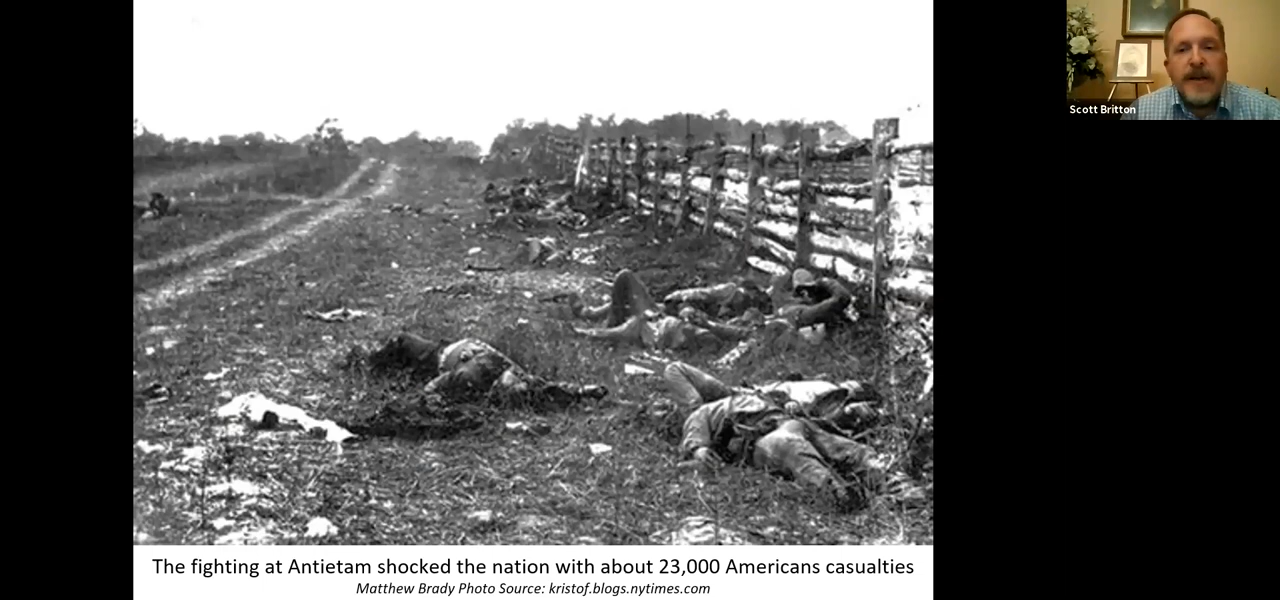 Scott Britton
The fighting at Antietam shocked the nation with about 23,000 Americans casualties
Matthew Brady Photo Source: kristof.blogs.nytimes.com